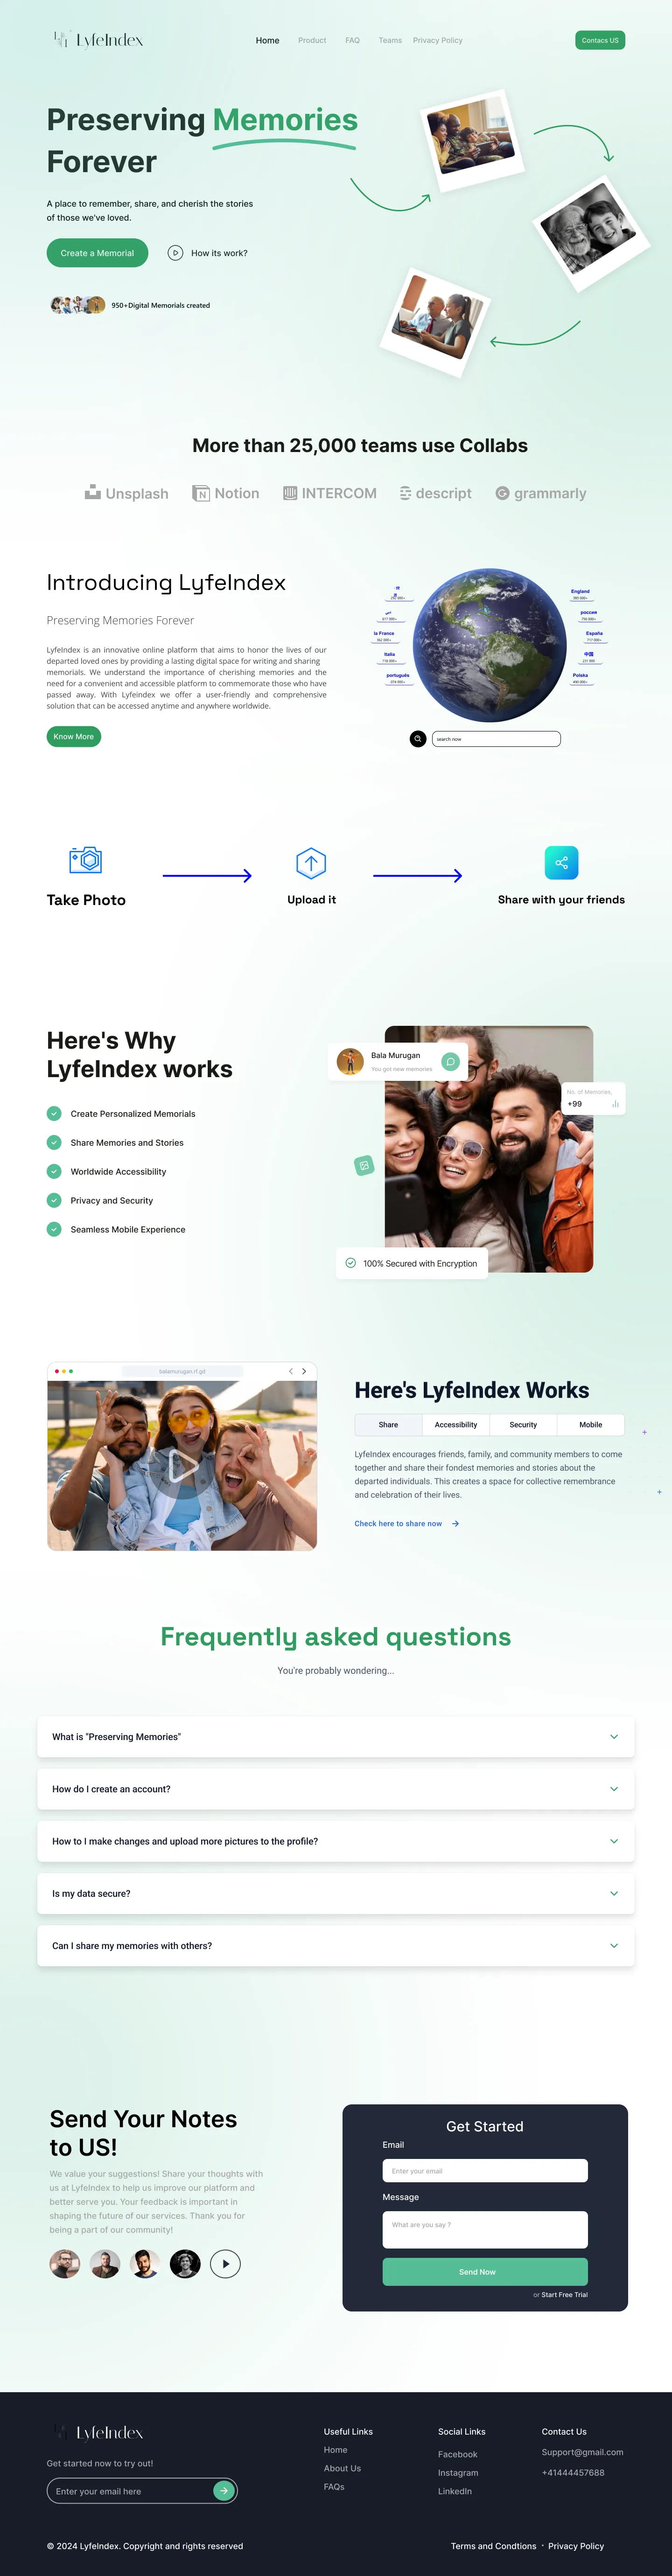 LyfeIndex
Home Product FAQ Teams Privacy Policy
Contacs US
Preserving Memories
Forever
A place to remember, share, and cherish the stories
of those we've loved.
Create a Memorial
How its work?
950+Digital Memorials created
More than 25,000 teams use Collabs
Unsplash Notion INTERCOM descript grammarly
Introducing LyfeIndex
Preserving Memories Forever
LyfeIndex is an innovative online platform that aims to honor the lives of our
departed loved ones by providing a lasting digital space for writing and sharing
memorials. We understand the importance of cherishing memories and the
need for a convenient and accessible platform to commemorate those who have
passed away. With LyfeIndex we offer a user-friendly and comprehensive
solution that can be accessed anytime and anywhere worldwide.
Know More
England
россия
la France
España
Italia
中国
português
Polska
search now
Take Photo
Upload it
Share with your friends
Here's Why
LyfeIndex works
Create Personalized Memorials
Share Memories and Stories
Worldwide Accessibility
Privacy and Security
Seamless Mobile Experience
Bala Murugan
You got new memories
No. of Memories,
+99
100% Secured with Encryption
balamurugan.rf.gd
Here's LyfeIndex Works
Share Accessibility Security Mobile
LyfeIndex encourages friends, family, and community members to come
together and share their fondest memories and stories about the
departed individuals. This creates a space for collective remembrance
and celebration of their lives.
Check here to share now
Frequently asked questions
You're probably wondering...
What is "Preserving Memories"
How do I create an account?
How to I make changes and upload more pictures to the profile?
Is my data secure?
Can I share my memories with others?
Send Your Notes
to US!
We value your suggestions! Share your thoughts with
us at LyfeIndex to help us improve our platform and
better serve you. Your feedback is important in
shaping the future of our services. Thank you for
being a part of our community!
Get Started
Email
Enter your email
Message
What are you say ?
Send Now
or Start Free Trial
LyfeIndex
Get started now to try out!
Enter your email here
Useful Links
Home
About Us
FAQs
Social Links
Facebook
Instagram
LinkedIn
Contact Us
Support@gmail.com
+41444457688
© 2024 LyfeIndex. Copyright and rights reserved
Terms and Condtions · Privacy Policy